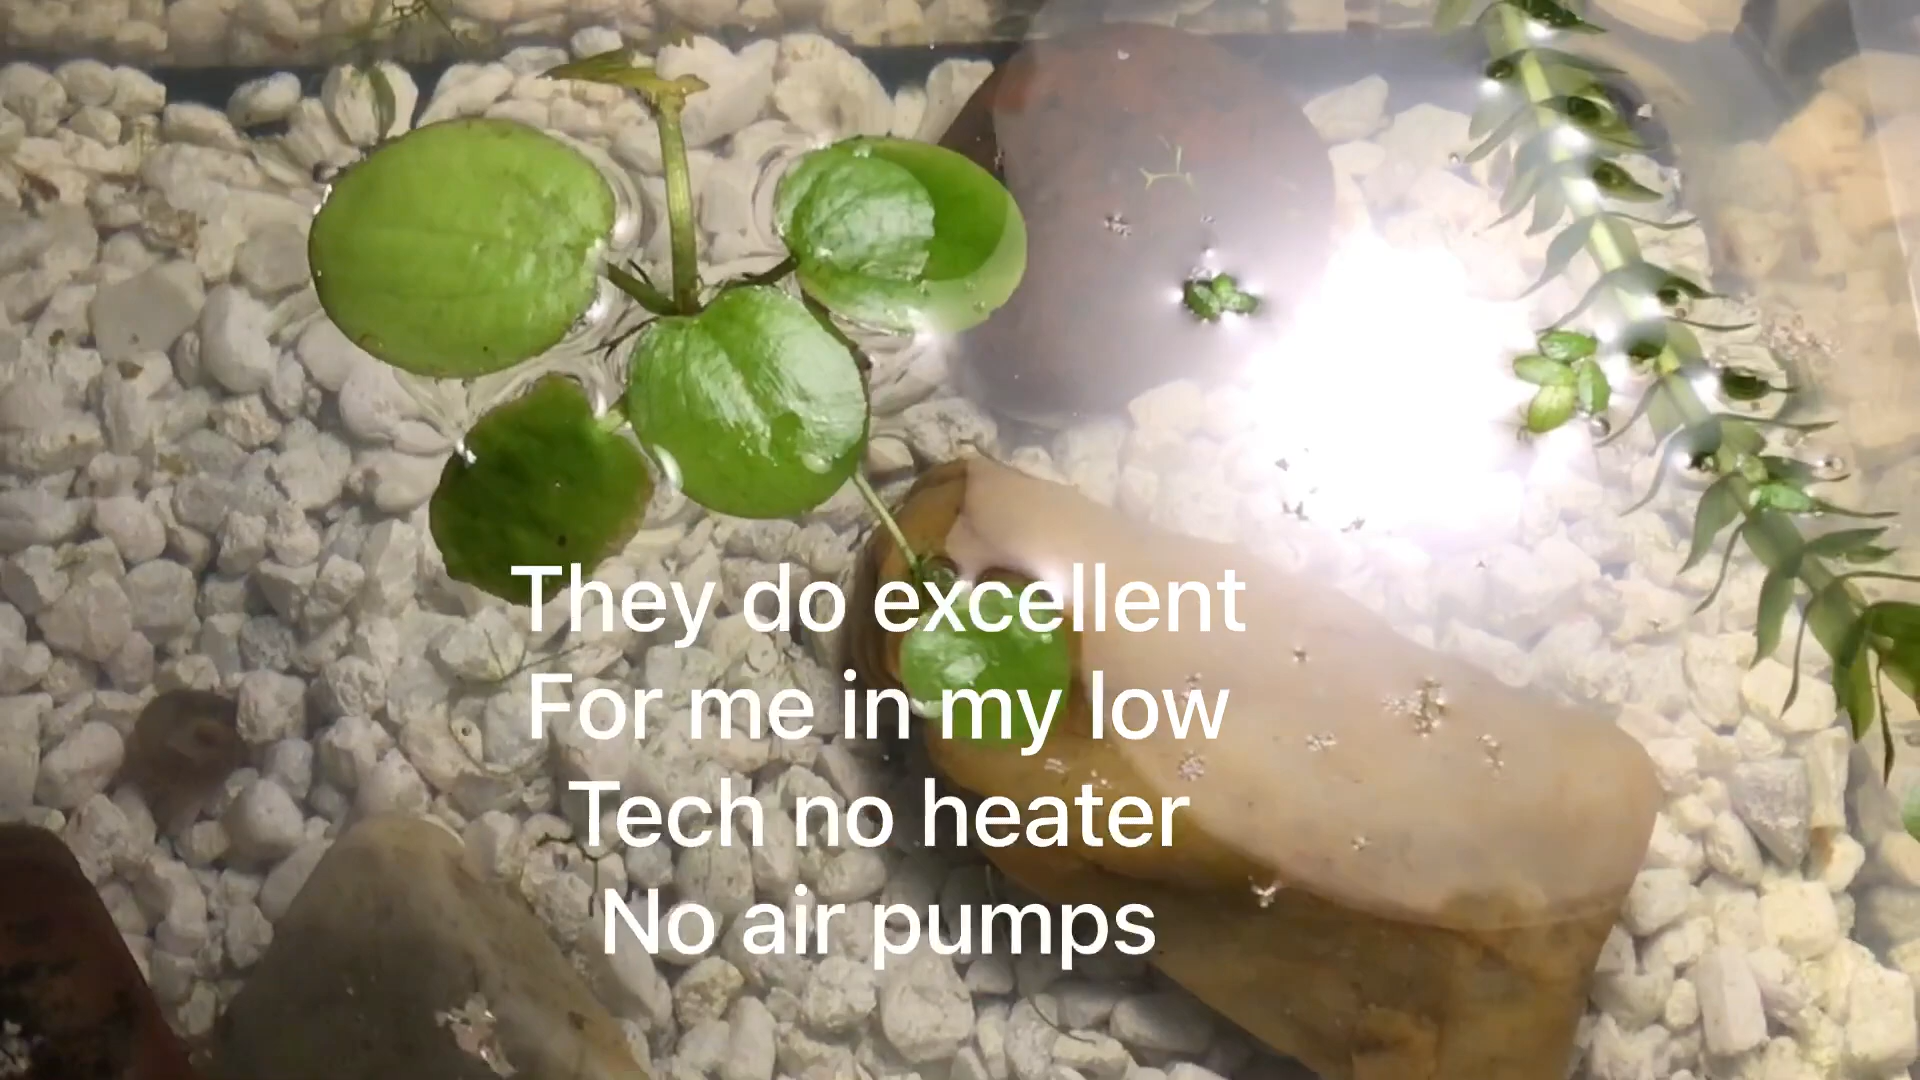 They do excellent
For me in my low
Tech no heater
No air pumps